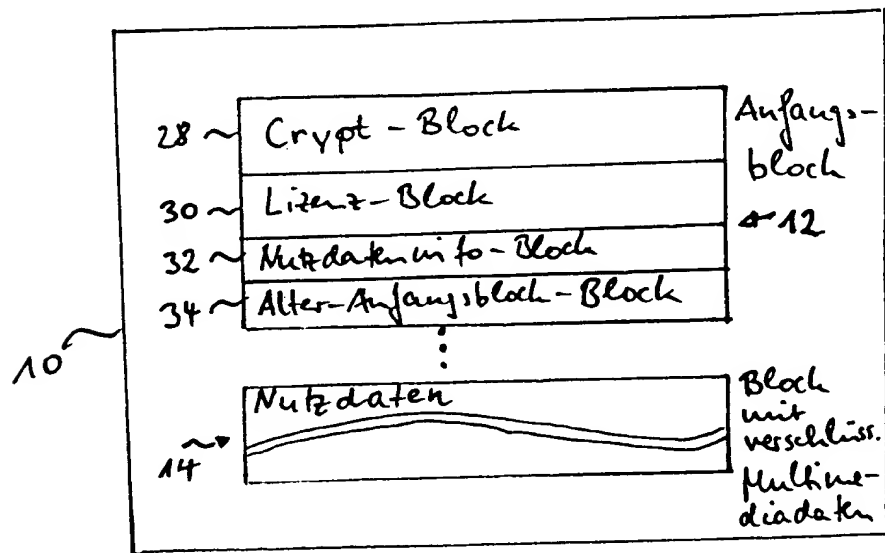 28 Crypt-Block
Anfangs-
block
30 Lizenz-Block
12
32 Nutzdateninfo-Block
34 Alter-Anfangsblock-Block
10
Nutzdaten
Block
mit
verschlüss.
14
Multime-
diadaten